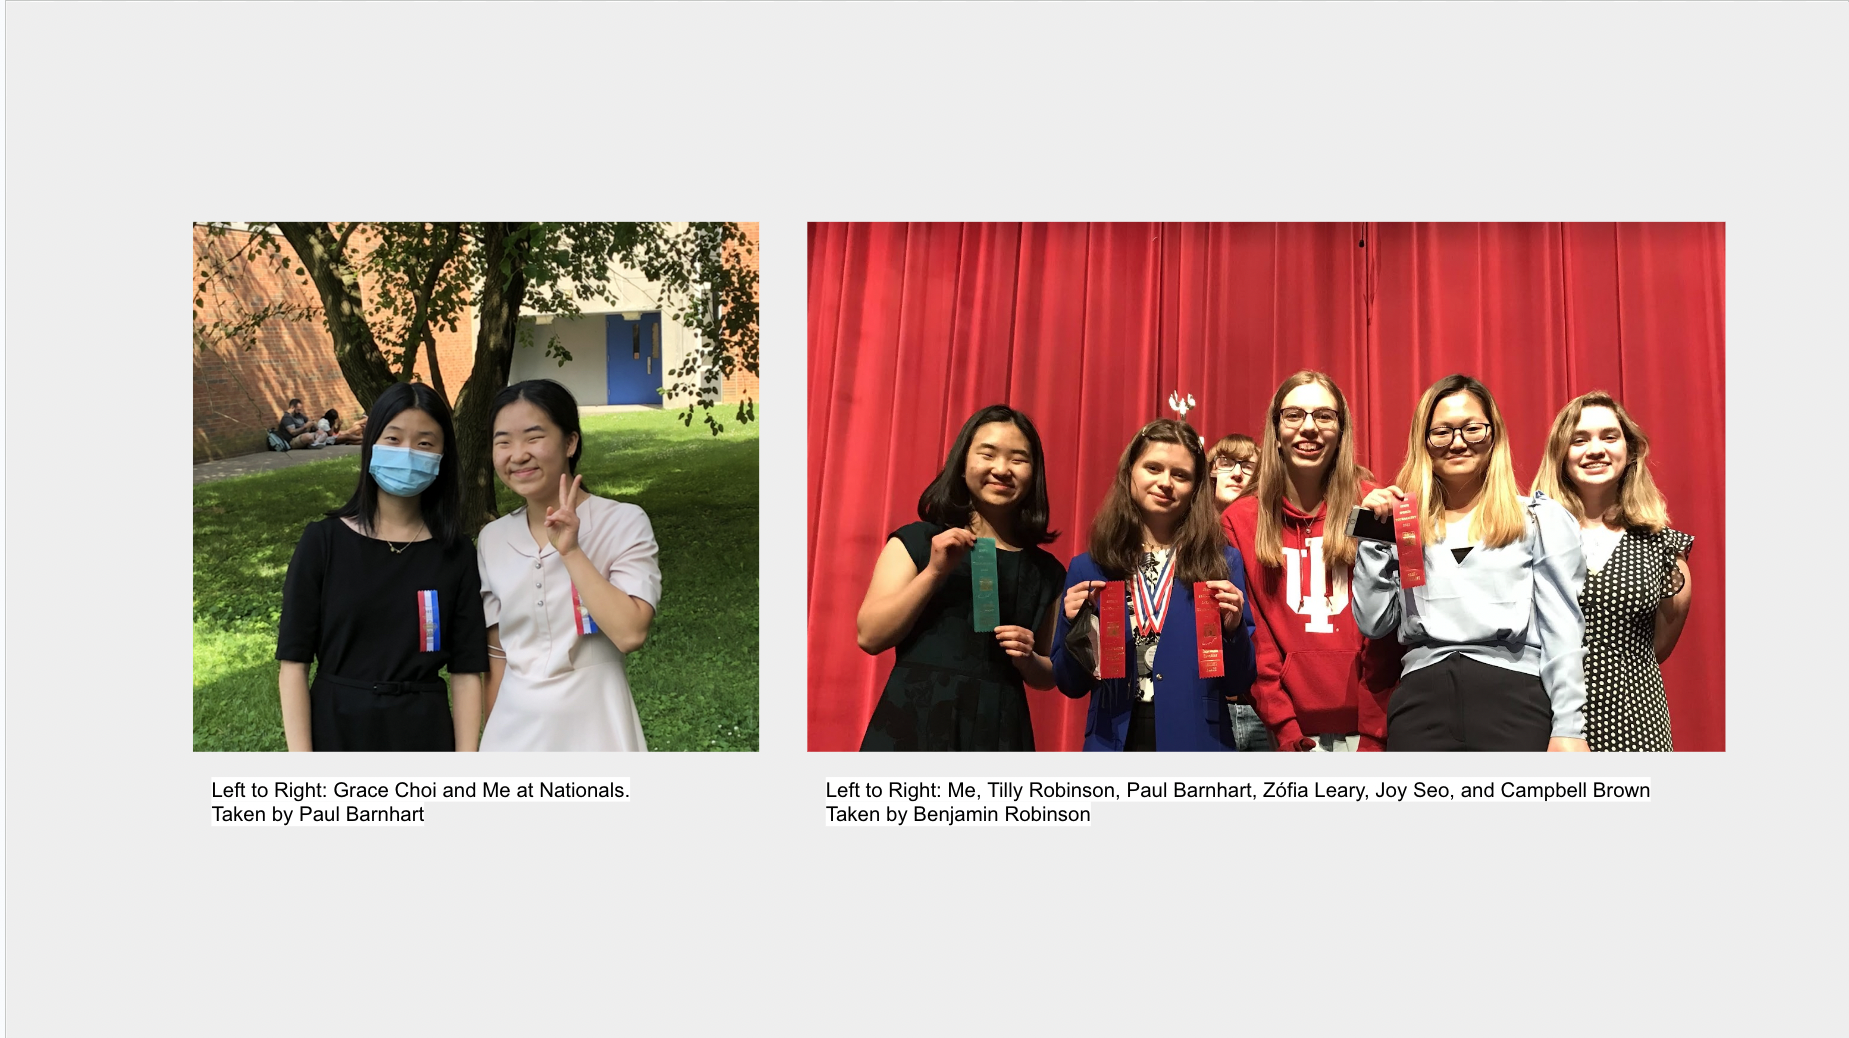 Left to Right: Grace Choi and Me at Nationals.
Taken by Paul Barnhart
Left to Right: Me, Tilly Robinson, Paul Barnhart, Zófia Leary, Joy Seo, and Campbell Brown
Taken by Benjamin Robinson